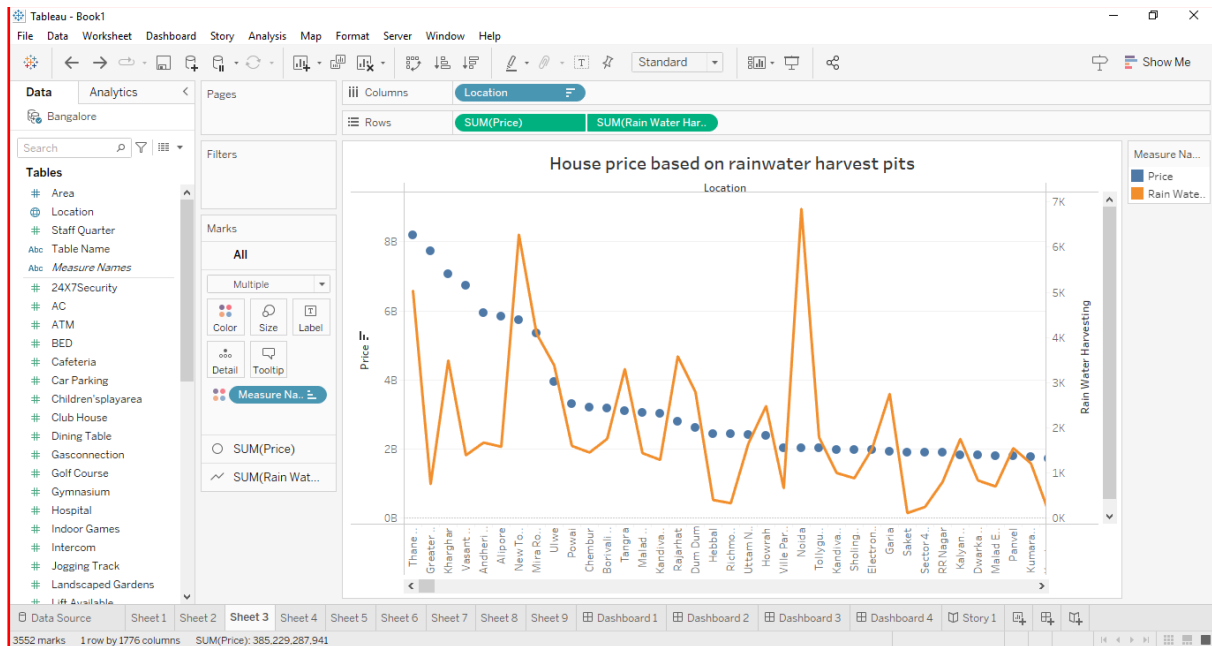 Tableau - Book1
File Data Worksheet Dashboard Story Analysis Map Format Server Window Help
Standard
Show Me
Data Analytics
Bangalore
Search
Tables
Area
Location
Staff Quarter
Abc Table Name
Abc Measure Names
24X7Security
AC
ATM
BED
Cafeteria
Car Parking
Children'splayarea
Club House
Dining Table
Gasconnection
Golf Course
Gymnasium
Hospital
Indoor Games
Intercom
Jogging Track
Landscaped Gardens
Lift Available
Pages
Filters
Marks
All
Multiple
Color Size Label
Detail Tooltip
Measure Na..
SUM(Price)
SUM(Rain Wat...
Columns Location
Rows SUM(Price) SUM(Rain Water Har..
House price based on rainwater harvest pits
Location
Price
8B
6B
4B
2B
0B
7K
6K
5K
4K
3K
2K
1K
0K
Rain Water Harvesting
Thane..
Greater ..
Kharghar
Vasant ..
Andheri ..
Alipore
New To..
Mira Ro..
Ulwe
Powai
Chembur
Borivali..
Tangra
Malad ..
Kandiva..
Rajarhat
Dum Dum
Hebbal
Richmo..
Uttam N..
Howrah
Ville Par..
Noida
Tollygu..
Kandiva..
Sholing..
Electron..
Garia
Saket
Sector 4..
RR Nagar
Kalyan ..
Dwarka..
Malad E..
Panvel
Kumara..
Measure Na...
Price
Rain Wate..
Data Source Sheet 1 Sheet 2 Sheet 3 Sheet 4 Sheet 5 Sheet 6 Sheet 7 Sheet 8 Sheet 9 Dashboard 1 Dashboard 2 Dashboard 3 Dashboard 4 Story 1
3552 marks 1 row by 1776 columns SUM(Price): 385,229,287,941